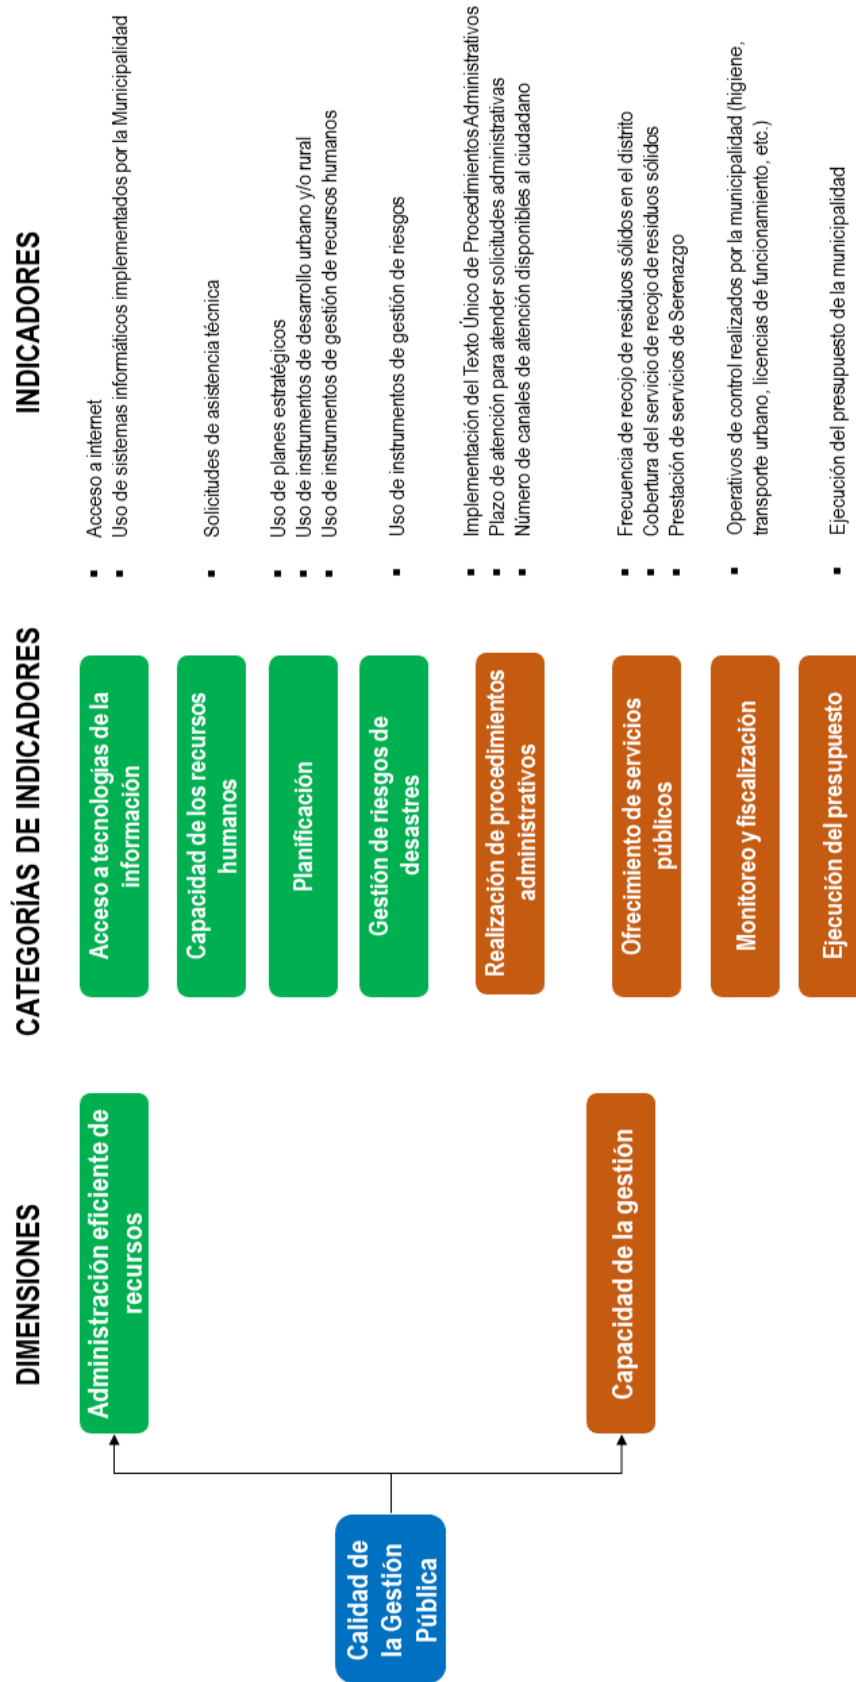 DIMENSIONES
CATEGORÍAS DE INDICADORES
INDICADORES
Calidad de
la Gestión
Pública
Administración eficiente de
recursos
Acceso a tecnologías de la
información
▪ Acceso a internet
▪ Uso de sistemas informáticos implementados por la Municipalidad
Capacidad de los recursos
humanos
▪ Solicitudes de asistencia técnica
Planificación
▪ Uso de planes estratégicos
▪ Uso de instrumentos de desarrollo urbano y/o rural
▪ Uso de instrumentos de gestión de recursos humanos
Gestión de riesgos de
desastres
▪ Uso de instrumentos de gestión de riesgos
Capacidad de la gestión
Realización de procedimientos
administrativos
▪ Implementación del Texto Único de Procedimientos Administrativos
▪ Plazo de atención para atender solicitudes administrativas
▪ Número de canales de atención disponibles al ciudadano
Ofrecimiento de servicios
públicos
▪ Frecuencia de recojo de residuos sólidos en el distrito
▪ Cobertura del servicio de recojo de residuos sólidos
▪ Prestación de servicios de Serenazgo
Monitoreo y fiscalización
▪ Operativos de control realizados por la municipalidad (higiene,
transporte urbano, licencias de funcionamiento, etc.)
Ejecución del presupuesto
▪ Ejecución del presupuesto de la municipalidad